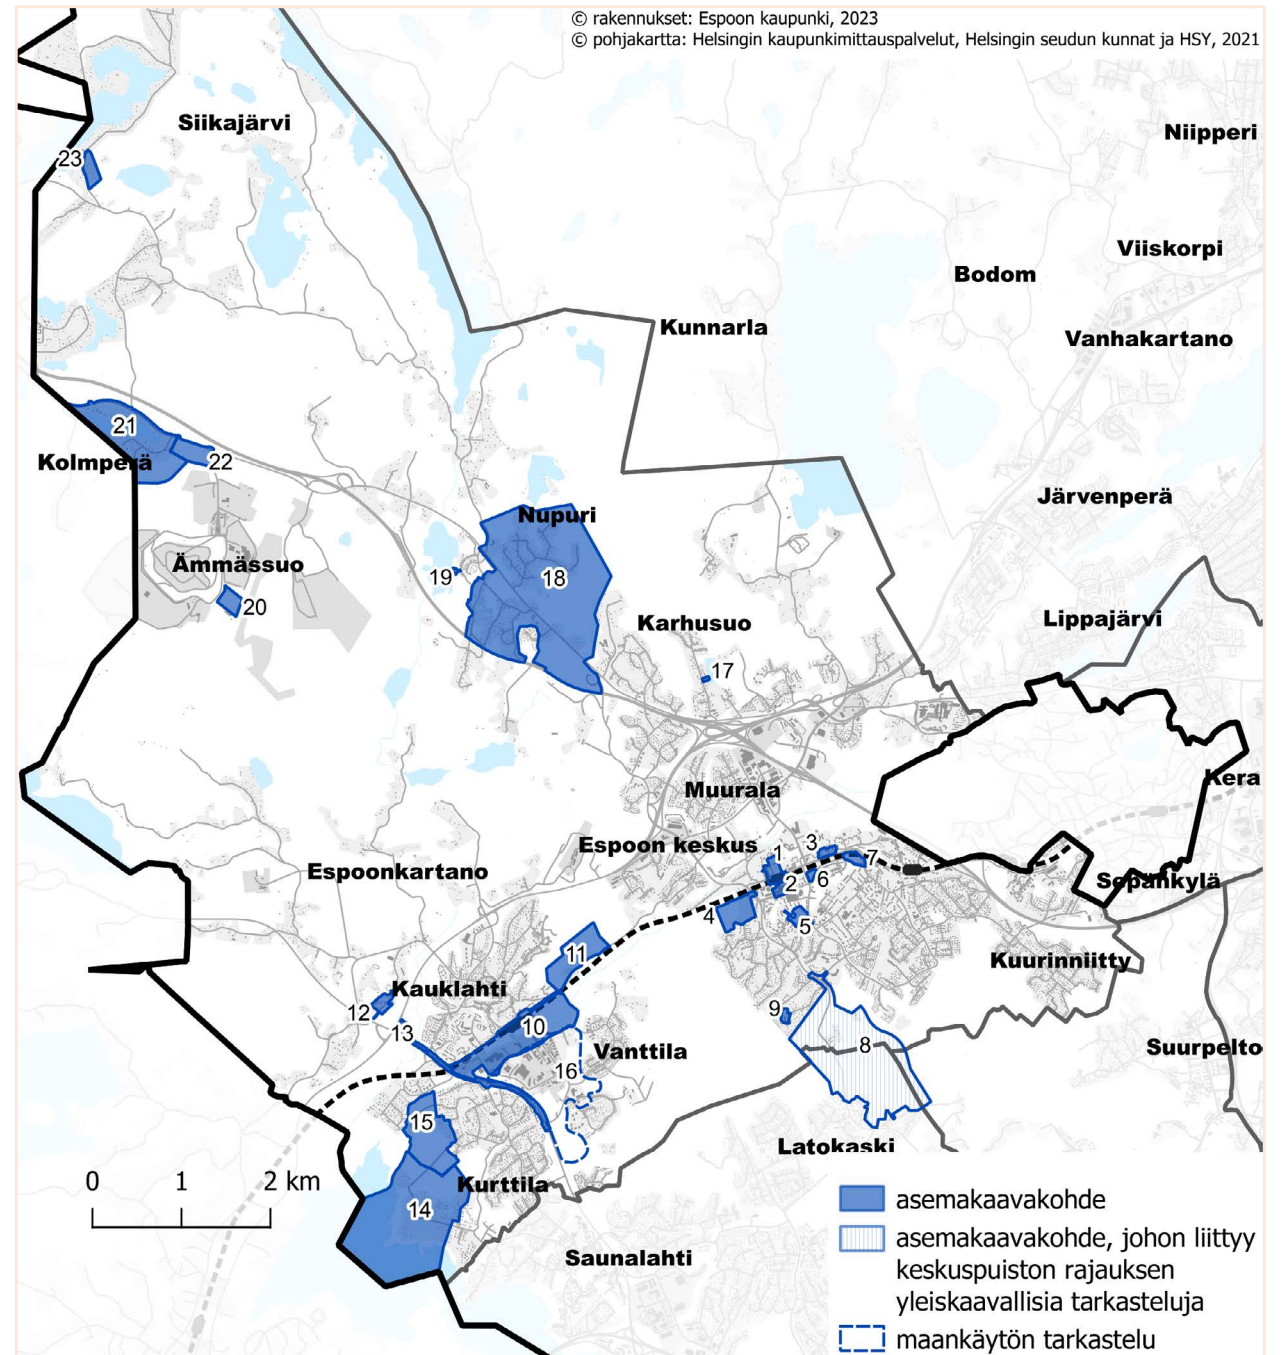 © rakennukset: Espoon kaupunki, 2023
© pohjakartta: Helsingin kaupunkimittauspalvelut, Helsingin seudun kunnat ja HSY, 2021
Siikajärvi
Niipperi
23
Viiskorpi
Bodom
Kunnarla
Vanhakartano
21
Kolmperä
22
Järvenperä
Nupuri
Ämmässuo
19
18
20
Lippajärvi
Karhusuo
17
Kera
Muurala
Espoon keskus
1
3
7
Espoonkartano
2
6
Sepänkylä
4
5
11
Kuurinniitty
Kauklahti
12
9
13
10
8
Suurpelto
Vanttila
16
15
Latokaski
0
1
2 km
Kurttila
14
asemakaavakohde
Saunalahti
asemakaavakohde, johon liittyy
keskuspuiston rajauksen
yleiskaavallisia tarkasteluja
maankäytön tarkastelu